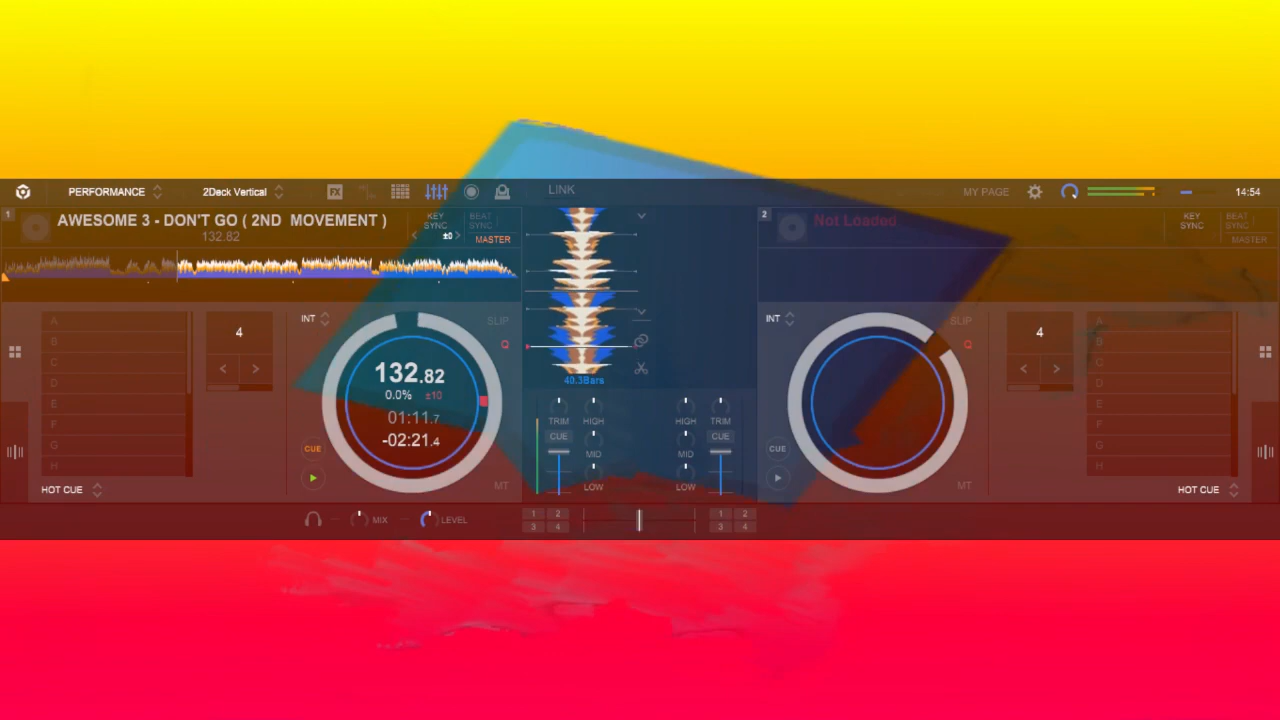 PERFORMANCE 2Deck Vertical FX LINK MY PAGE 14:54
1 AWESOME 3 - DON'T GO ( 2ND MOVEMENT ) KEY SYNC BEAT SYNC
132.82 ±0 MASTER
2 Not Loaded KEY SYNC BEAT SYNC
MASTER
40.3Bars
A
B
C
D
E
F
G
H
HOT CUE
4
INT SLIP
Q
132.82
0.0% ±10
01:11.7
-02:21.4
CUE
MT
TRIM HIGH HIGH TRIM
CUE CUE
MID MID
LOW LOW
INT SLIP
Q
CUE
MT
4
A
B
C
D
E
F
G
H
HOT CUE
MIX LEVEL
1 2 1 2
3 4 3 4